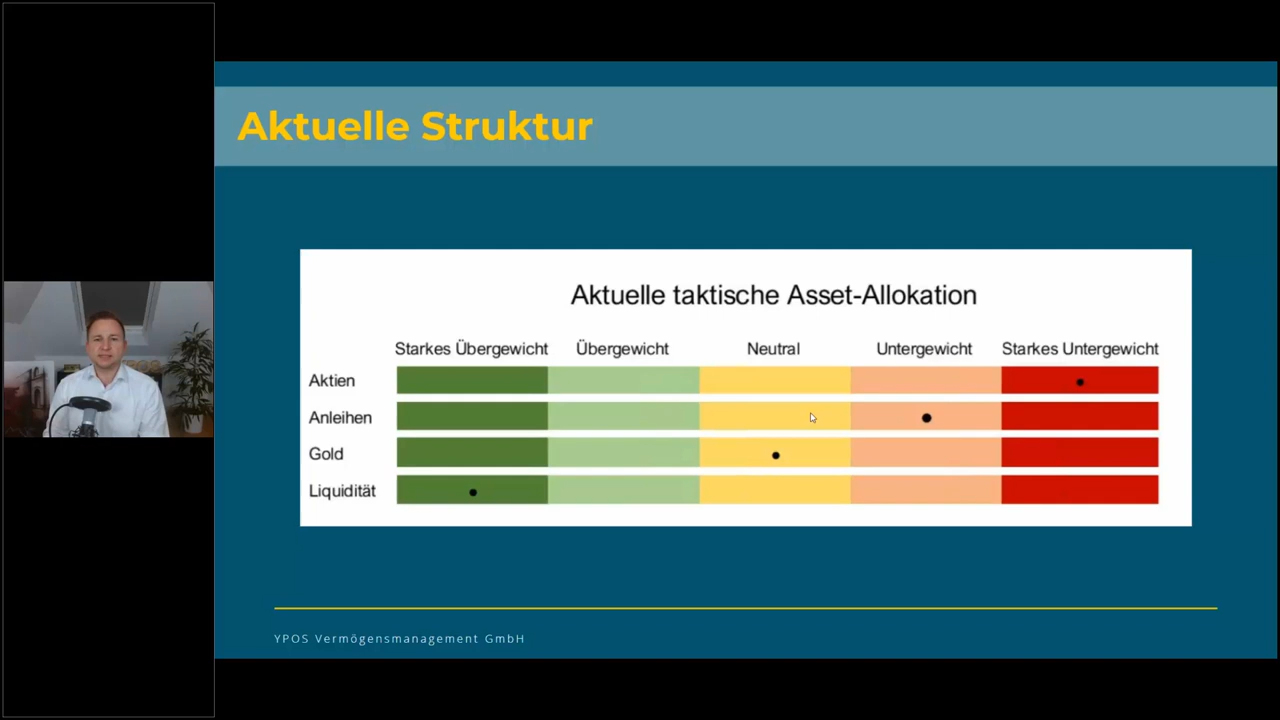 Aktuelle Struktur
Aktuelle taktische Asset-Allokation
Starkes Übergewicht Übergewicht Neutral Untergewicht Starkes Untergewicht
Aktien
Anleihen
Gold
Liquidität
YPOS Vermögensmanagement GmbH